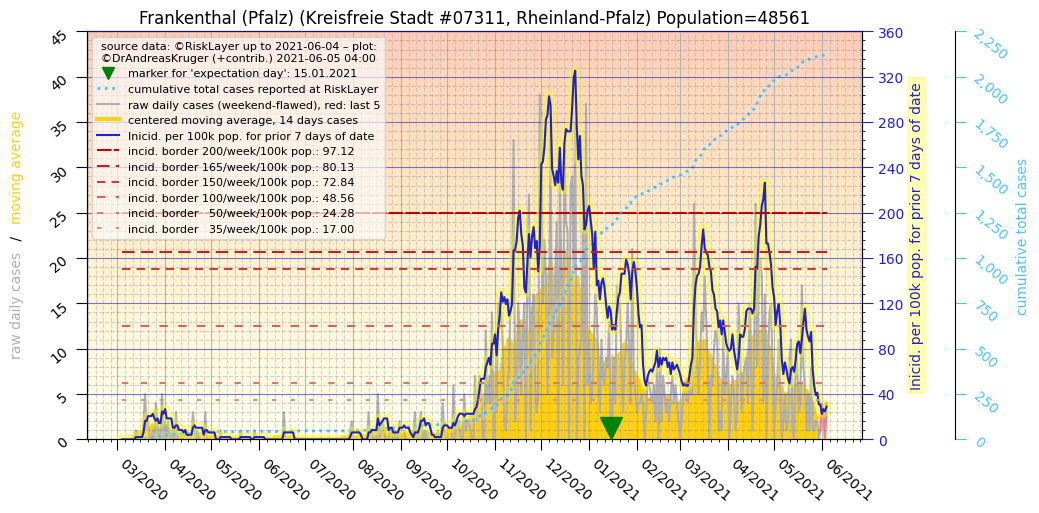 Frankenthal (Pfalz) (Kreisfreie Stadt #07311, Rheinland-Pfalz) Population=48561
source data: ©RiskLayer up to 2021-06-04 – plot:
©DrAndreasKruger (+contrib.) 2021-06-05 04:00
marker for 'expectation day': 15.01.2021
cumulative total cases reported at RiskLayer
raw daily cases (weekend-flawed), red: last 5
centered moving average, 14 days cases
Inicid. per 100k pop. for prior 7 days of date
incid. border 200/week/100k pop.: 97.12
incid. border 165/week/100k pop.: 80.13
incid. border 150/week/100k pop.: 72.84
incid. border 100/week/100k pop.: 48.56
incid. border 50/week/100k pop.: 24.28
incid. border 35/week/100k pop.: 17.00
raw daily cases / moving average
45
40
35
30
25
20
15
10
5
0
03/2020
04/2020
05/2020
06/2020
07/2020
08/2020
09/2020
10/2020
11/2020
12/2020
01/2021
02/2021
03/2021
04/2021
05/2021
06/2021
360
320
280
240
200
160
120
80
40
0
Inicid. per 100k pop. for prior 7 days of date
2,250
2,000
1,750
1,500
1,250
1,000
750
500
250
0
cumulative total cases